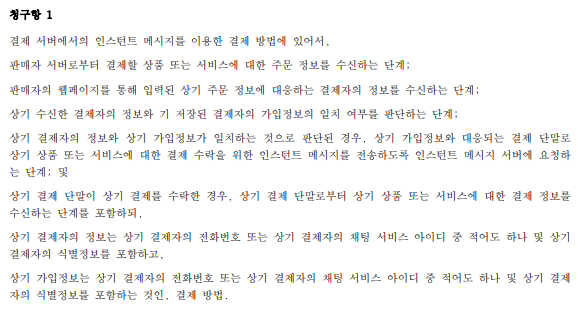 청구항 1
결제 서버에서의 인스턴트 메시지를 이용한 결제 방법에 있어서,
판매자 서버로부터 결제할 상품 또는 서비스에 대한 주문 정보를 수신하는 단계;
판매자의 웹페이지를 통해 입력된 상기 주문 정보에 대응하는 결제자의 정보를 수신하는 단계;
상기 수신한 결제자의 정보와 기 저장된 결제자의 가입정보의 일치 여부를 판단하는 단계;
상기 결제자의 정보와 상기 가입정보가 일치하는 것으로 판단된 경우, 상기 가입정보와 대응되는 결제 단말로
상기 상품 또는 서비스에 대한 결제 수락을 위한 인스턴트 메시지를 전송하도록 인스턴트 메시지 서버에 요청하
는 단계; 및
상기 결제 단말이 상기 결제를 수락한 경우, 상기 결제 단말로부터 상기 상품 또는 서비스에 대한 결제 정보를
수신하는 단계를 포함하되,
상기 결제자의 정보는 상기 결제자의 전화번호 또는 상기 결제자의 채팅 서비스 아이디 중 적어도 하나 및 상기
결제자의 식별정보를 포함하고,
상기 가입정보는 상기 결제자의 전화번호 또는 상기 결제자의 채팅 서비스 아이디 중 적어도 하나 및 상기 결제
자의 식별정보를 포함하는 것인, 결제 방법.